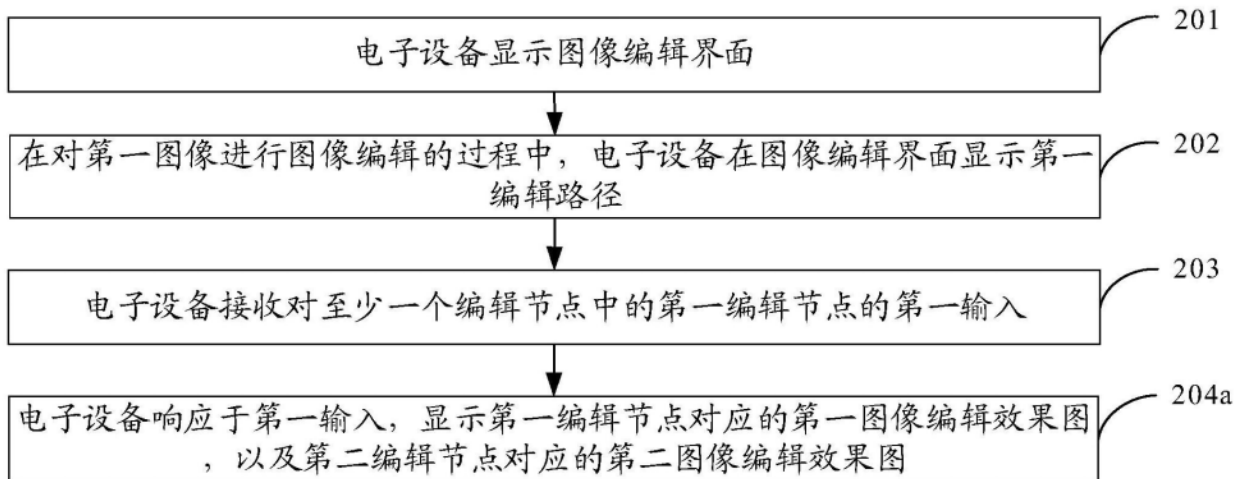 电子设备显示图像编辑界面
201
在对第一图像进行图像编辑的过程中，电子设备在图像编辑界面显示第一
编辑路径
202
电子设备接收对至少一个编辑节点中的第一编辑节点的第一输入
203
电子设备响应于第一输入，显示第一编辑节点对应的第一图像编辑效果图
，以及第二编辑节点对应的第二图像编辑效果图
204a